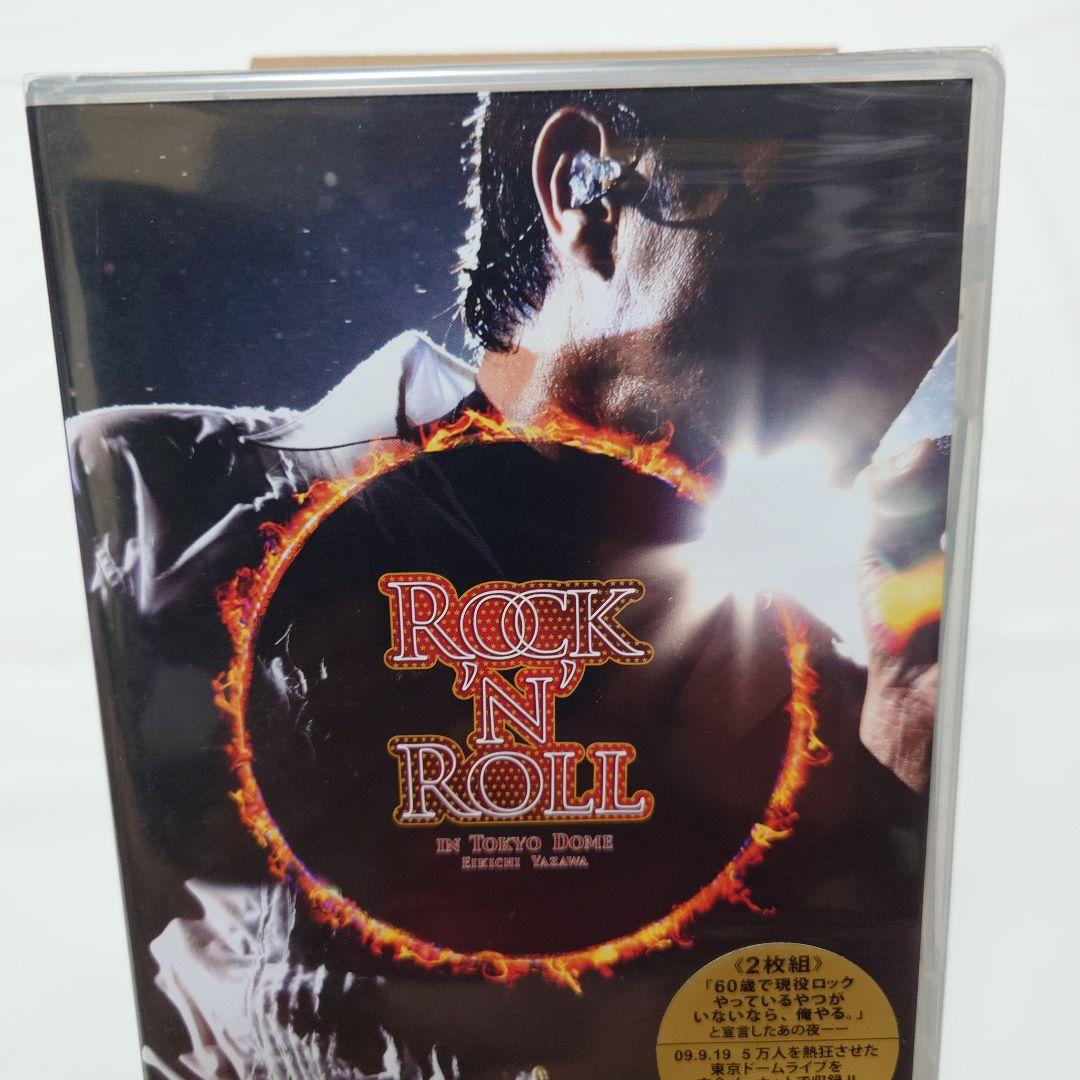 ROCK
'N'
ROLL
IN TOKYO DOME
EIKICHI YAZAWA
《2枚組》
「60歳で現役ロック
やっているやつが
いないなら、俺やる。」
と宣言したあの夜ーー
09.9.19 5万人を熱狂させた
東京ドームライブを